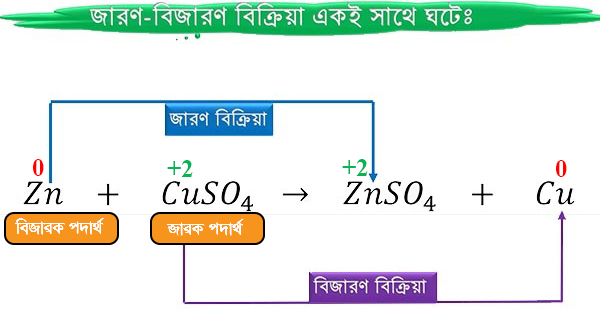 জারণ-বিজারণ বিক্রিয়া একই সাথে ঘটেঃ
জারণ বিক্রিয়া
0 +2 +2 0
Zn + CuSO₄ → ZnSO₄ + Cu
বিজারক পদার্থ জারক পদার্থ
বিজারণ বিক্রিয়া